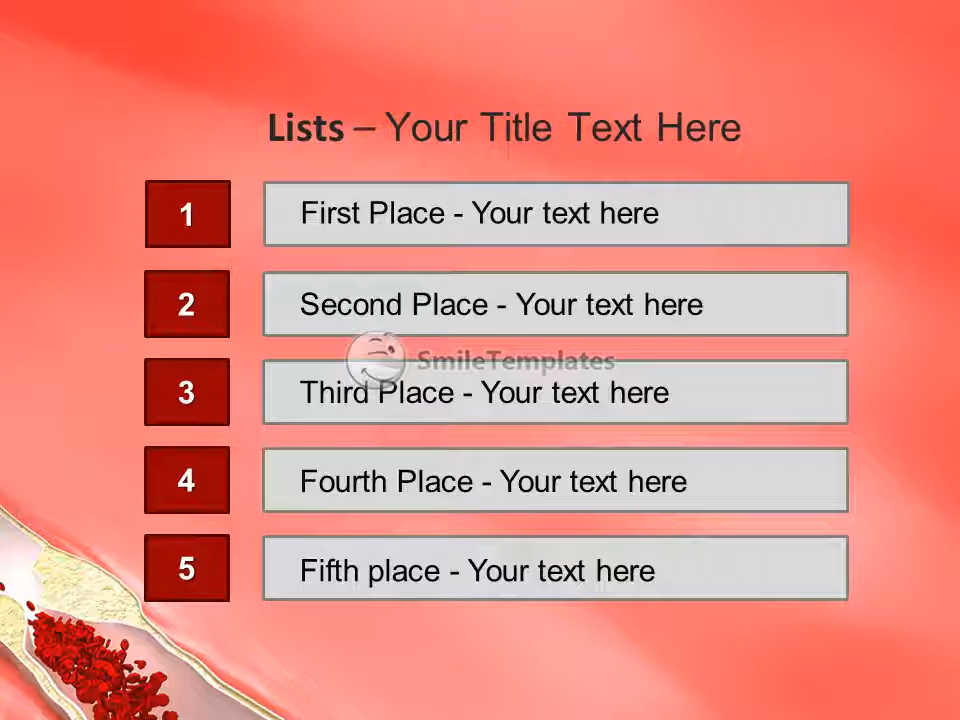 Lists – Your Title Text Here
1 First Place - Your text here
2 Second Place - Your text here
SmileTemplates
3 Third Place - Your text here
4 Fourth Place - Your text here
5 Fifth place - Your text here